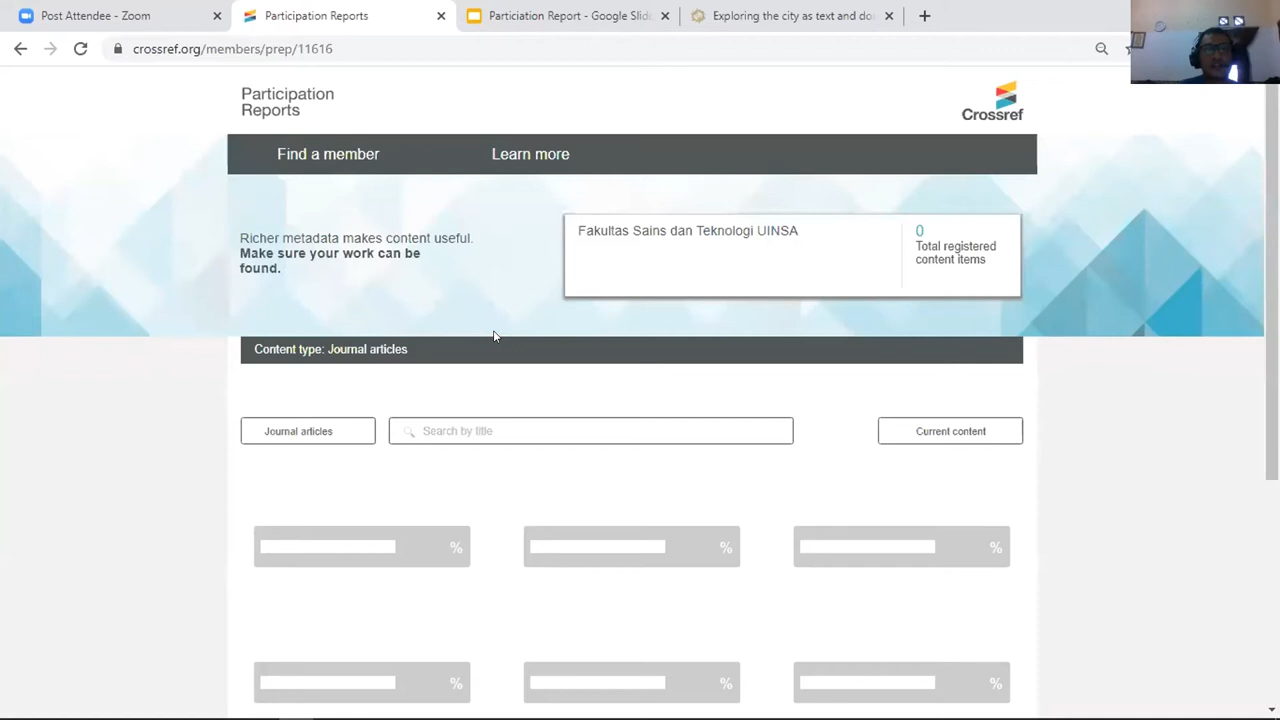 Post Attendee - Zoom
Participation Reports
Particiation Report - Google Slide
Exploring the city as text and do
crossref.org/members/prep/11616
Participation
Reports
Crossref
Find a member
Learn more
Richer metadata makes content useful.
Make sure your work can be
found.
Fakultas Sains dan Teknologi UINSA
0
Total registered
content items
Content type: Journal articles
Journal articles
Search by title
Current content
%
%
%
%
%
%